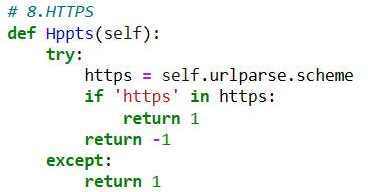 # 8.HTTPS
def Hppts(self):
    try:
        https = self.urlparse.scheme
        if 'https' in https:
            return 1
        return -1
    except:
        return 1